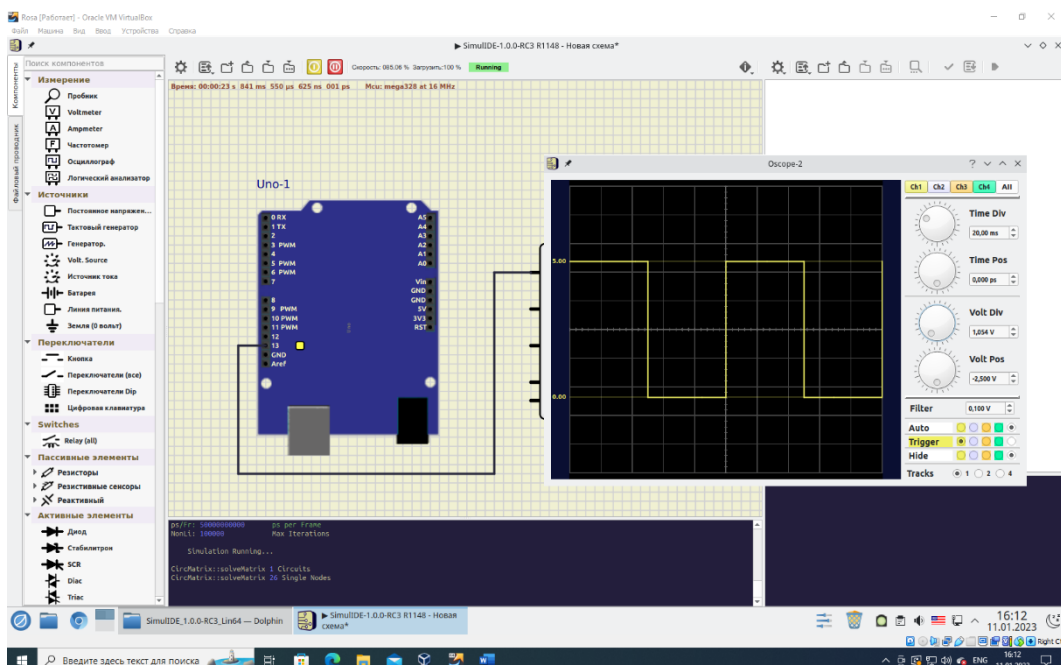 Rosa [Работает] - Oracle VM VirtualBox
Файл Машина Вид Ввод Устройства Справка
SimulIDE-1.0.0-RC3 R1148 - Новая схема*
Компоненты
Файловый проводник
Поиск компонентов
Измерение
Пробник
Voltmeter
Ampmeter
Частотомер
Осциллограф
Логический анализатор
Источники
Постоянное напряжен...
Тактовый генератор
Генератор.
Volt. Source
Источник тока
Батарея
Линия питания.
Земля (0 вольт)
Переключатели
Кнопка
Переключатели (все)
Переключатели Dip
Цифровая клавиатура
Switches
Relay (all)
Пассивные элементы
Резисторы
Резистивные сенсоры
Реактивный
Активные элементы
Диод
Стабилитрон
SCR
Diac
Triac
Скорость: 085,06 % Загрузить:100 % Running
Время: 00:00:23 s 841 ms 550 µs 625 ns 001 ps Mcu: mega328 at 16 MHz
Uno-1
0 RX
1 TX
2
3 PWM
4
5 PWM
6 PWM
7
8
9 PWM
10 PWM
11 PWM
12
13
GND
Aref
A5
A4
A3
A2
A1
A0
Vin
GND
GND
5V
3V3
RST
Oscope-2
5.00
0.00
Ch1 Ch2 Ch3 Ch4 All
Time Div
20,00 ms
Time Pos
0,000 ps
Volt Div
1,054 V
Volt Pos
-2,500 V
Filter 0,100 V
Auto
Trigger
Hide
Tracks 1 2 4
ps/Fr: 50000000000 ps per Frame
NonLi: 100000 Max Iterations
Simulation Running...
CircMatrix::solveMatrix 1 Circuits
CircMatrix::solveMatrix 26 Single Nodes
SimulIDE_1.0.0-RC3_Lin64 — Dolphin
SimulIDE-1.0.0-RC3 R1148 - Новая схема*
16:12
11.01.2023
Введите здесь текст для поиска
ENG
16:12